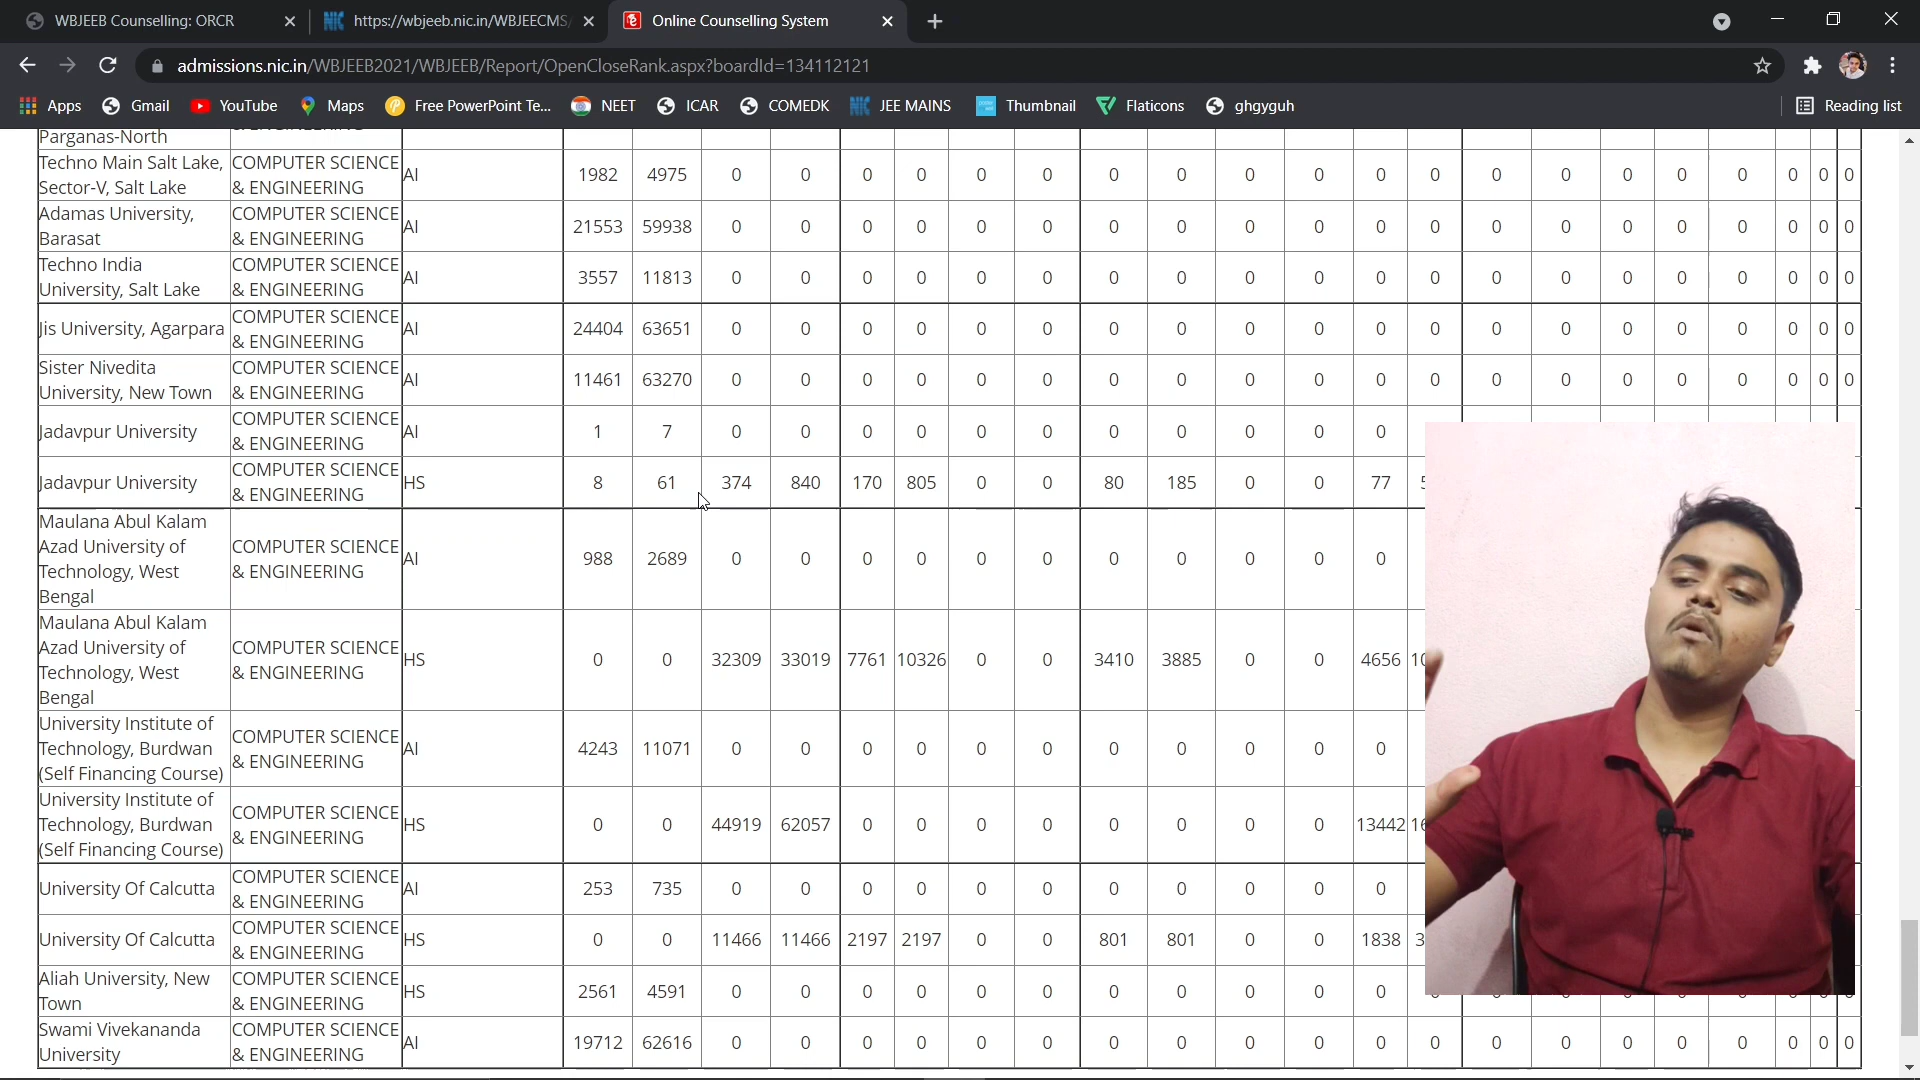 WBJEEB Counselling: ORCR
https://wbjeeb.nic.in/WBJEECMS/
Online Counselling System
admissions.nic.in/WBJEEB2021/WBJEEB/Report/OpenCloseRank.aspx?boardId=134112121
Apps Gmail YouTube Maps Free PowerPoint Te... NEET ICAR COMEDK JEE MAINS Thumbnail Flaticons ghgyguh Reading list
Parganas-North & ENGINEERING
Techno Main Salt Lake, COMPUTER SCIENCE
Sector-V, Salt Lake & ENGINEERING AI 1982 4975 0 0 0 0 0 0 0 0 0 0 0 0 0 0 0 0 0 0 0 0
Adamas University, COMPUTER SCIENCE
Barasat & ENGINEERING AI 21553 59938 0 0 0 0 0 0 0 0 0 0 0 0 0 0 0 0 0 0 0 0
Techno India COMPUTER SCIENCE
University, Salt Lake & ENGINEERING AI 3557 11813 0 0 0 0 0 0 0 0 0 0 0 0 0 0 0 0 0 0 0 0
Jis University, Agarpara COMPUTER SCIENCE
& ENGINEERING AI 24404 63651 0 0 0 0 0 0 0 0 0 0 0 0 0 0 0 0 0 0 0 0
Sister Nivedita COMPUTER SCIENCE
University, New Town & ENGINEERING AI 11461 63270 0 0 0 0 0 0 0 0 0 0 0 0 0 0 0 0 0 0 0 0
Jadavpur University COMPUTER SCIENCE
& ENGINEERING AI 1 7 0 0 0 0 0 0 0 0 0 0 0
Jadavpur University COMPUTER SCIENCE
& ENGINEERING HS 8 61 374 840 170 805 0 0 80 185 0 0 77
Maulana Abul Kalam
Azad University of COMPUTER SCIENCE
Technology, West & ENGINEERING AI 988 2689 0 0 0 0 0 0 0 0 0 0 0
Bengal
Maulana Abul Kalam
Azad University of COMPUTER SCIENCE
Technology, West & ENGINEERING HS 0 0 32309 33019 7761 10326 0 0 3410 3885 0 0 4656
Bengal
University Institute of COMPUTER SCIENCE
Technology, Burdwan & ENGINEERING AI 4243 11071 0 0 0 0 0 0 0 0 0 0 0
(Self Financing Course)
University Institute of COMPUTER SCIENCE
Technology, Burdwan & ENGINEERING HS 0 0 44919 62057 0 0 0 0 0 0 0 0 13442
(Self Financing Course)
University Of Calcutta COMPUTER SCIENCE
& ENGINEERING AI 253 735 0 0 0 0 0 0 0 0 0 0 0
University Of Calcutta COMPUTER SCIENCE
& ENGINEERING HS 0 0 11466 11466 2197 2197 0 0 801 801 0 0 1838
Aliah University, New COMPUTER SCIENCE
Town & ENGINEERING HS 2561 4591 0 0 0 0 0 0 0 0 0 0 0
Swami Vivekananda COMPUTER SCIENCE
University & ENGINEERING AI 19712 62616 0 0 0 0 0 0 0 0 0 0 0 0 0 0 0 0 0 0 0 0